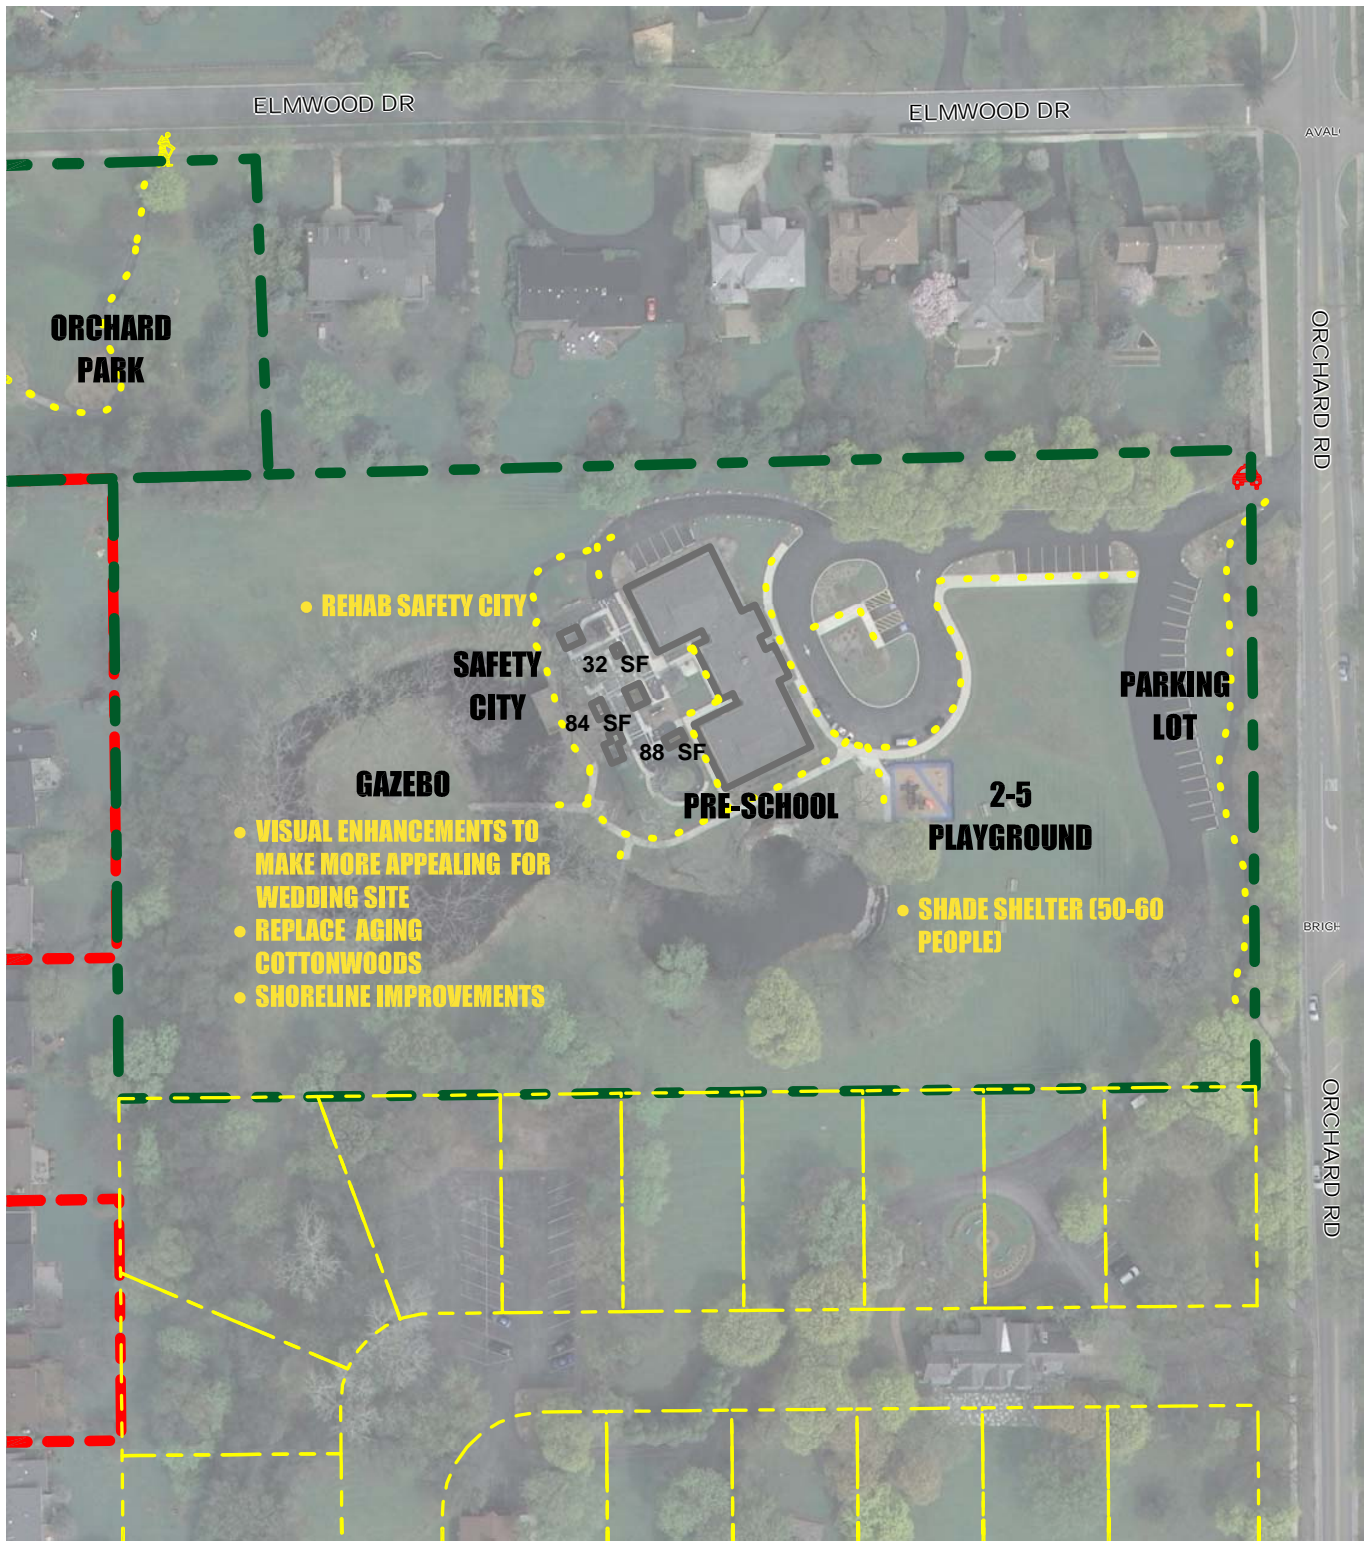 ELMWOOD DR
ELMWOOD DR
ORCHARD
PARK
ORCHARD RD
• REHAB SAFETY CITY
SAFETY
CITY
32 SF
84 SF
88 SF
PARKING
LOT
GAZEBO
• VISUAL ENHANCEMENTS TO
MAKE MORE APPEALING FOR
WEDDING SITE
• REPLACE AGING
COTTONWOODS
• SHORELINE IMPROVEMENTS
PRE-SCHOOL
2-5
PLAYGROUND
• SHADE SHELTER (50-60
PEOPLE)
ORCHARD RD